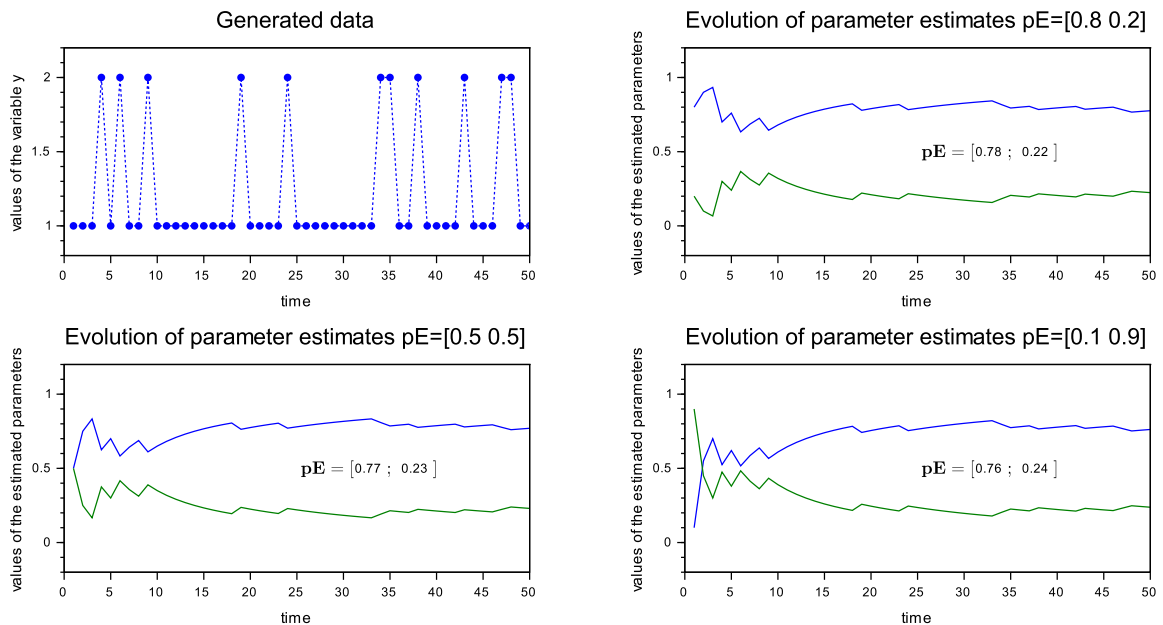 Generated data
values of the variable y
2
1.5
1
0 5 10 15 20 25 30 35 40 45 50
time
Evolution of parameter estimates pE=[0.8 0.2]
values of the estimated parameters
1
0.5
0
pE = [0.78 ; 0.22 ]
0 5 10 15 20 25 30 35 40 45 50
time
Evolution of parameter estimates pE=[0.5 0.5]
values of the estimated parameters
1
0.5
0
pE = [0.77 ; 0.23 ]
0 5 10 15 20 25 30 35 40 45 50
time
Evolution of parameter estimates pE=[0.1 0.9]
values of the estimated parameters
1
0.5
0
pE = [0.76 ; 0.24 ]
0 5 10 15 20 25 30 35 40 45 50
time